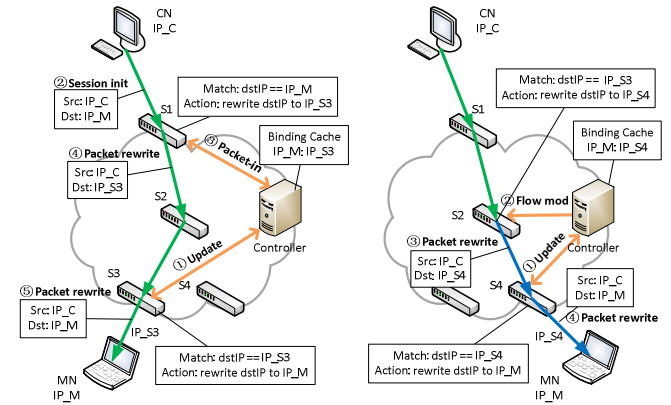 CN
IP_C
②Session init
Src: IP_C
Dst: IP_M
Match: dstIP== IP_M
Action: rewrite dstIP to IP_S3
S1
④ Packet rewrite
Src: IP_C
Dst: IP_S3
③ Packet-in
Binding Cache
IP_M: IP_S3
S2
Controller
① Update
S3
S4
⑤ Packet rewrite
Src: IP_C
Dst: IP_M
IP_S3
Match: dstIP ==IP_S3
Action: rewrite dstIP to IP_M
MN
IP_M
CN
IP_C
Match: dstIP == IP_S3
Action: rewrite dstIP to IP_S4
S1
Binding Cache
IP_M: IP_S4
② Flow mod
S2
Controller
③ Packet rewrite
Src: IP_C
Dst: IP_S4
① Update
S4
Src: IP_C
Dst: IP_M
④ Packet rewrite
IP_S4
Match: dstIP == IP_S4
Action: rewrite dstIP to IP_M
MN
IP_M